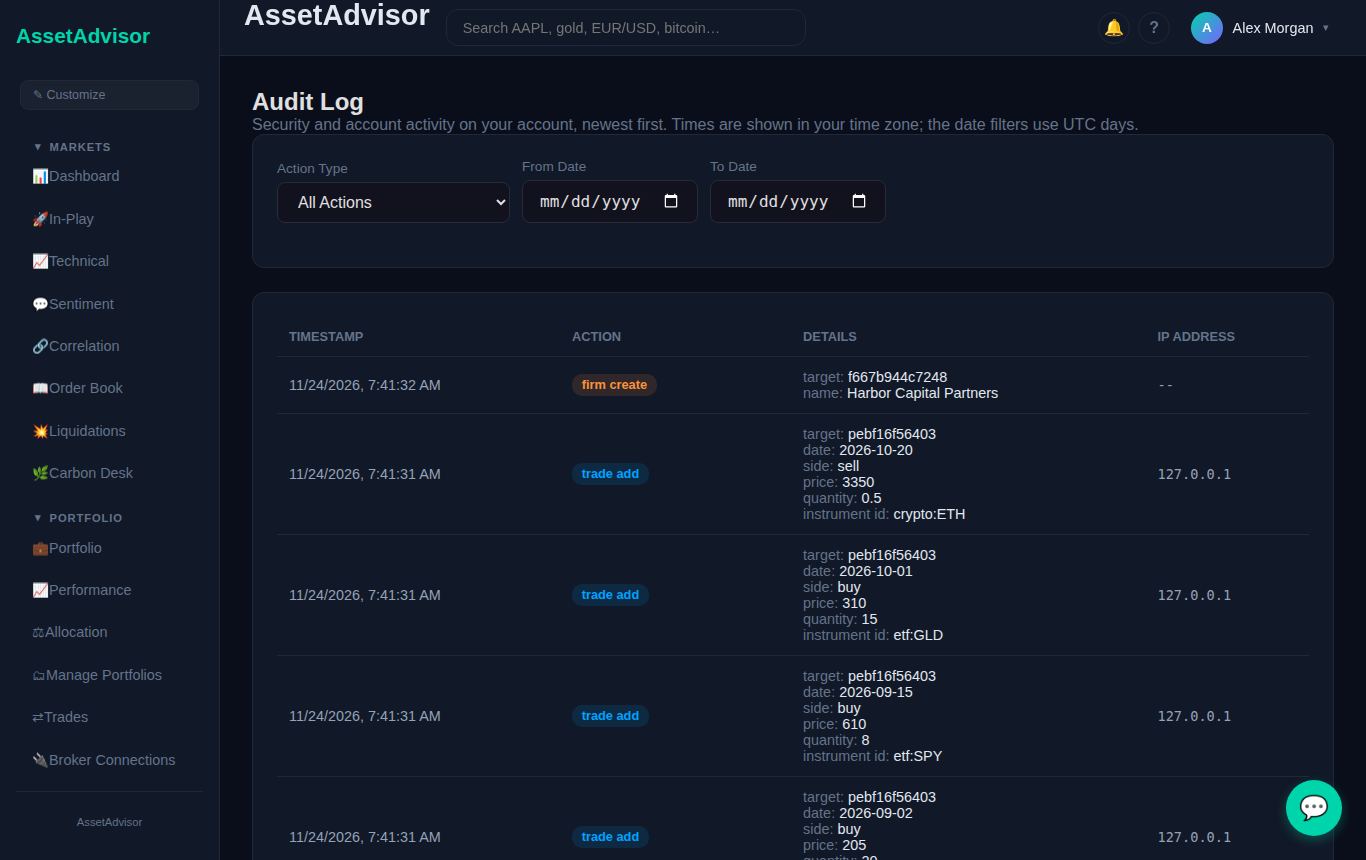 AssetAdvisor
✎ Customize
▼ MARKETS
Dashboard
In-Play
Technical
Sentiment
Correlation
Order Book
Liquidations
Carbon Desk
▼ PORTFOLIO
Portfolio
Performance
Allocation
Manage Portfolios
Trades
Broker Connections
AssetAdvisor
AssetAdvisor
Search AAPL, gold, EUR/USD, bitcoin…
? A Alex Morgan ▾
Audit Log
Security and account activity on your account, newest first. Times are shown in your time zone; the date filters use UTC days.
Action Type From Date To Date
All Actions mm/dd/yyyy mm/dd/yyyy
TIMESTAMP ACTION DETAILS IP ADDRESS
11/24/2026, 7:41:32 AM firm create
target: f667b944c7248
name: Harbor Capital Partners
--
11/24/2026, 7:41:31 AM trade add
target: pebf16f56403
date: 2026-10-20
side: sell
price: 3350
quantity: 0.5
instrument id: crypto:ETH
127.0.0.1
11/24/2026, 7:41:31 AM trade add
target: pebf16f56403
date: 2026-10-01
side: buy
price: 310
quantity: 15
instrument id: etf:GLD
127.0.0.1
11/24/2026, 7:41:31 AM trade add
target: pebf16f56403
date: 2026-09-15
side: buy
price: 610
quantity: 8
instrument id: etf:SPY
127.0.0.1
11/24/2026, 7:41:31 AM trade add
target: pebf16f56403
date: 2026-09-02
side: buy
price: 205
127.0.0.1